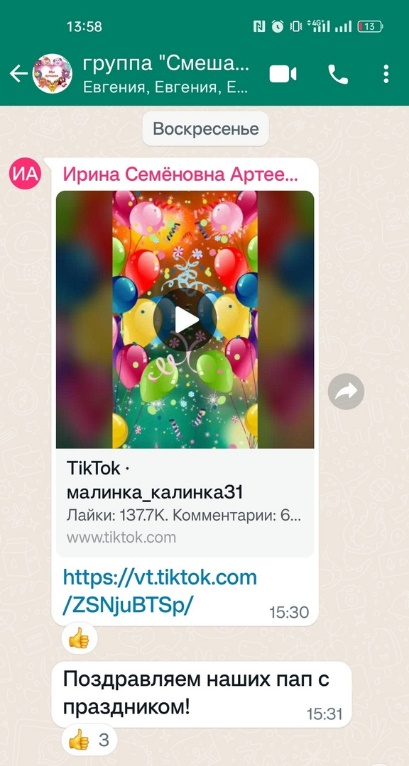 13:58
4G
13
группа "Смеша...
Евгения, Евгения, Е...
Воскресенье
ИА
Ирина Семёновна Артее...
TikTok ·
малинка_калинка31
Лайки: 137.7K. Комментарии: 6...
www.tiktok.com
https://vt.tiktok.com
/ZSNjuBTSp/
15:30
Поздравляем наших пап с
праздником!
15:31
3